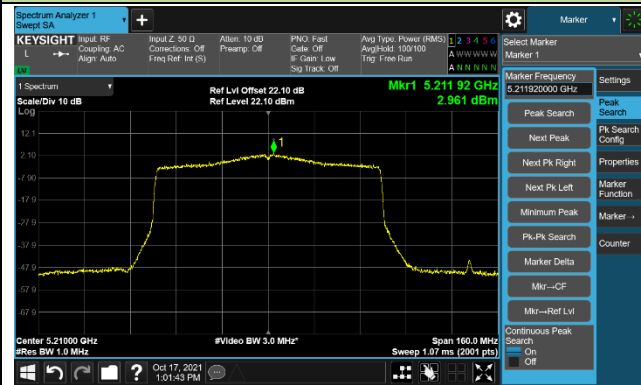 Spectrum Analyzer 1
Swept SA
Marker
KEYSIGHT
L
Input: RF
Coupling: AC
Align: Auto
Input Z: 50 Ω
Corrections: Off
Freq Ref: Int (S)
Atten: 10 dB
Preamp: Off
PNO: Fast
Gate: Off
IF Gain: Low
Sig Track: Off
Avg Type: Power (RMS)
Avg|Hold: 100/100
Trig: Free Run
1 2 3 4 5 6
A W W W W W
A N N N N N
Select Marker
Marker 1
1 Spectrum
Scale/Div 10 dB
Log
Ref Lvl Offset 22.10 dB
Ref Level 22.10 dBm
Mkr1 5.211 92 GHz
2.961 dBm
12.1
2.10
-7.90
-17.9
-27.9
-37.9
-47.9
-57.9
-67.9
1
Center 5.21000 GHz
#Res BW 1.0 MHz
#Video BW 3.0 MHz*
Span 160.0 MHz
Sweep 1.07 ms (2001 pts)
Marker Frequency
5.211920000 GHz
Peak Search
Next Peak
Next Pk Right
Next Pk Left
Minimum Peak
Pk-Pk Search
Marker Delta
Mkr→CF
Mkr→Ref Lvl
Continuous Peak
Search
On
Off
Settings
Peak
Search
Pk Search
Config
Properties
Marker
Function
Marker→
Counter
Oct 17, 2021
1:01:43 PM